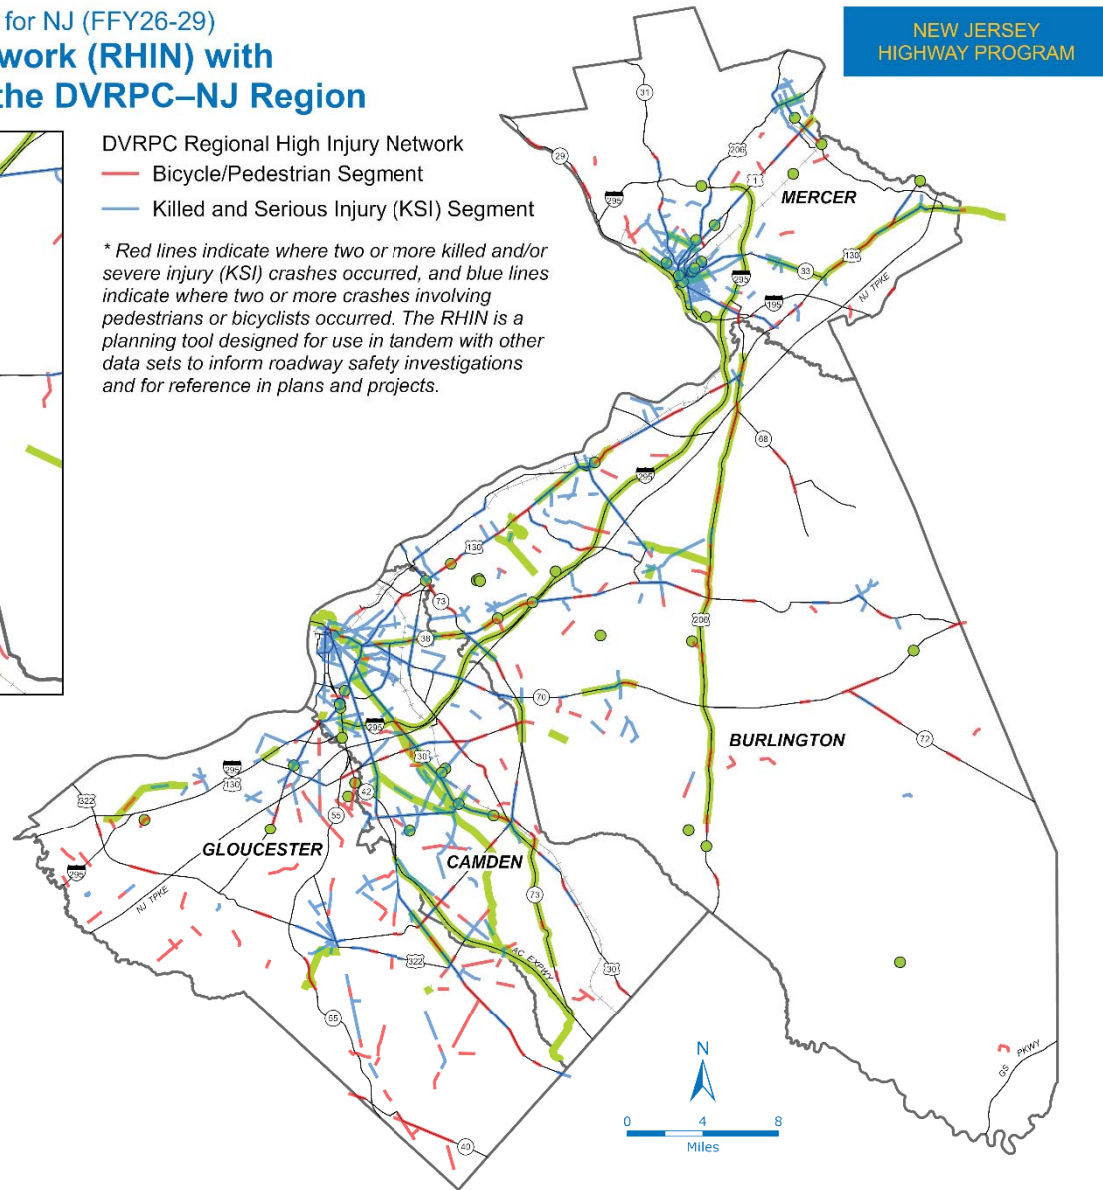 for NJ (FFY26-29)
work (RHIN) with
the DVRPC–NJ Region
NEW JERSEY
HIGHWAY PROGRAM
DVRPC Regional High Injury Network
Bicycle/Pedestrian Segment
Killed and Serious Injury (KSI) Segment
* Red lines indicate where two or more killed and/or
severe injury (KSI) crashes occurred, and blue lines
indicate where two or more crashes involving
pedestrians or bicyclists occurred. The RHIN is a
planning tool designed for use in tandem with other
data sets to inform roadway safety investigations
and for reference in plans and projects.
31
29
206
1
295
MERCER
130
33
295
195
NJ TPKE
68
295
130
73
38
206
70
295
30
BURLINGTON
72
295
130
322
42
55
GLOUCESTER
CAMDEN
295
NJ TPKE
73
322
AC EXPWY
30
55
40
GS PKWY
N
0 4 8
Miles